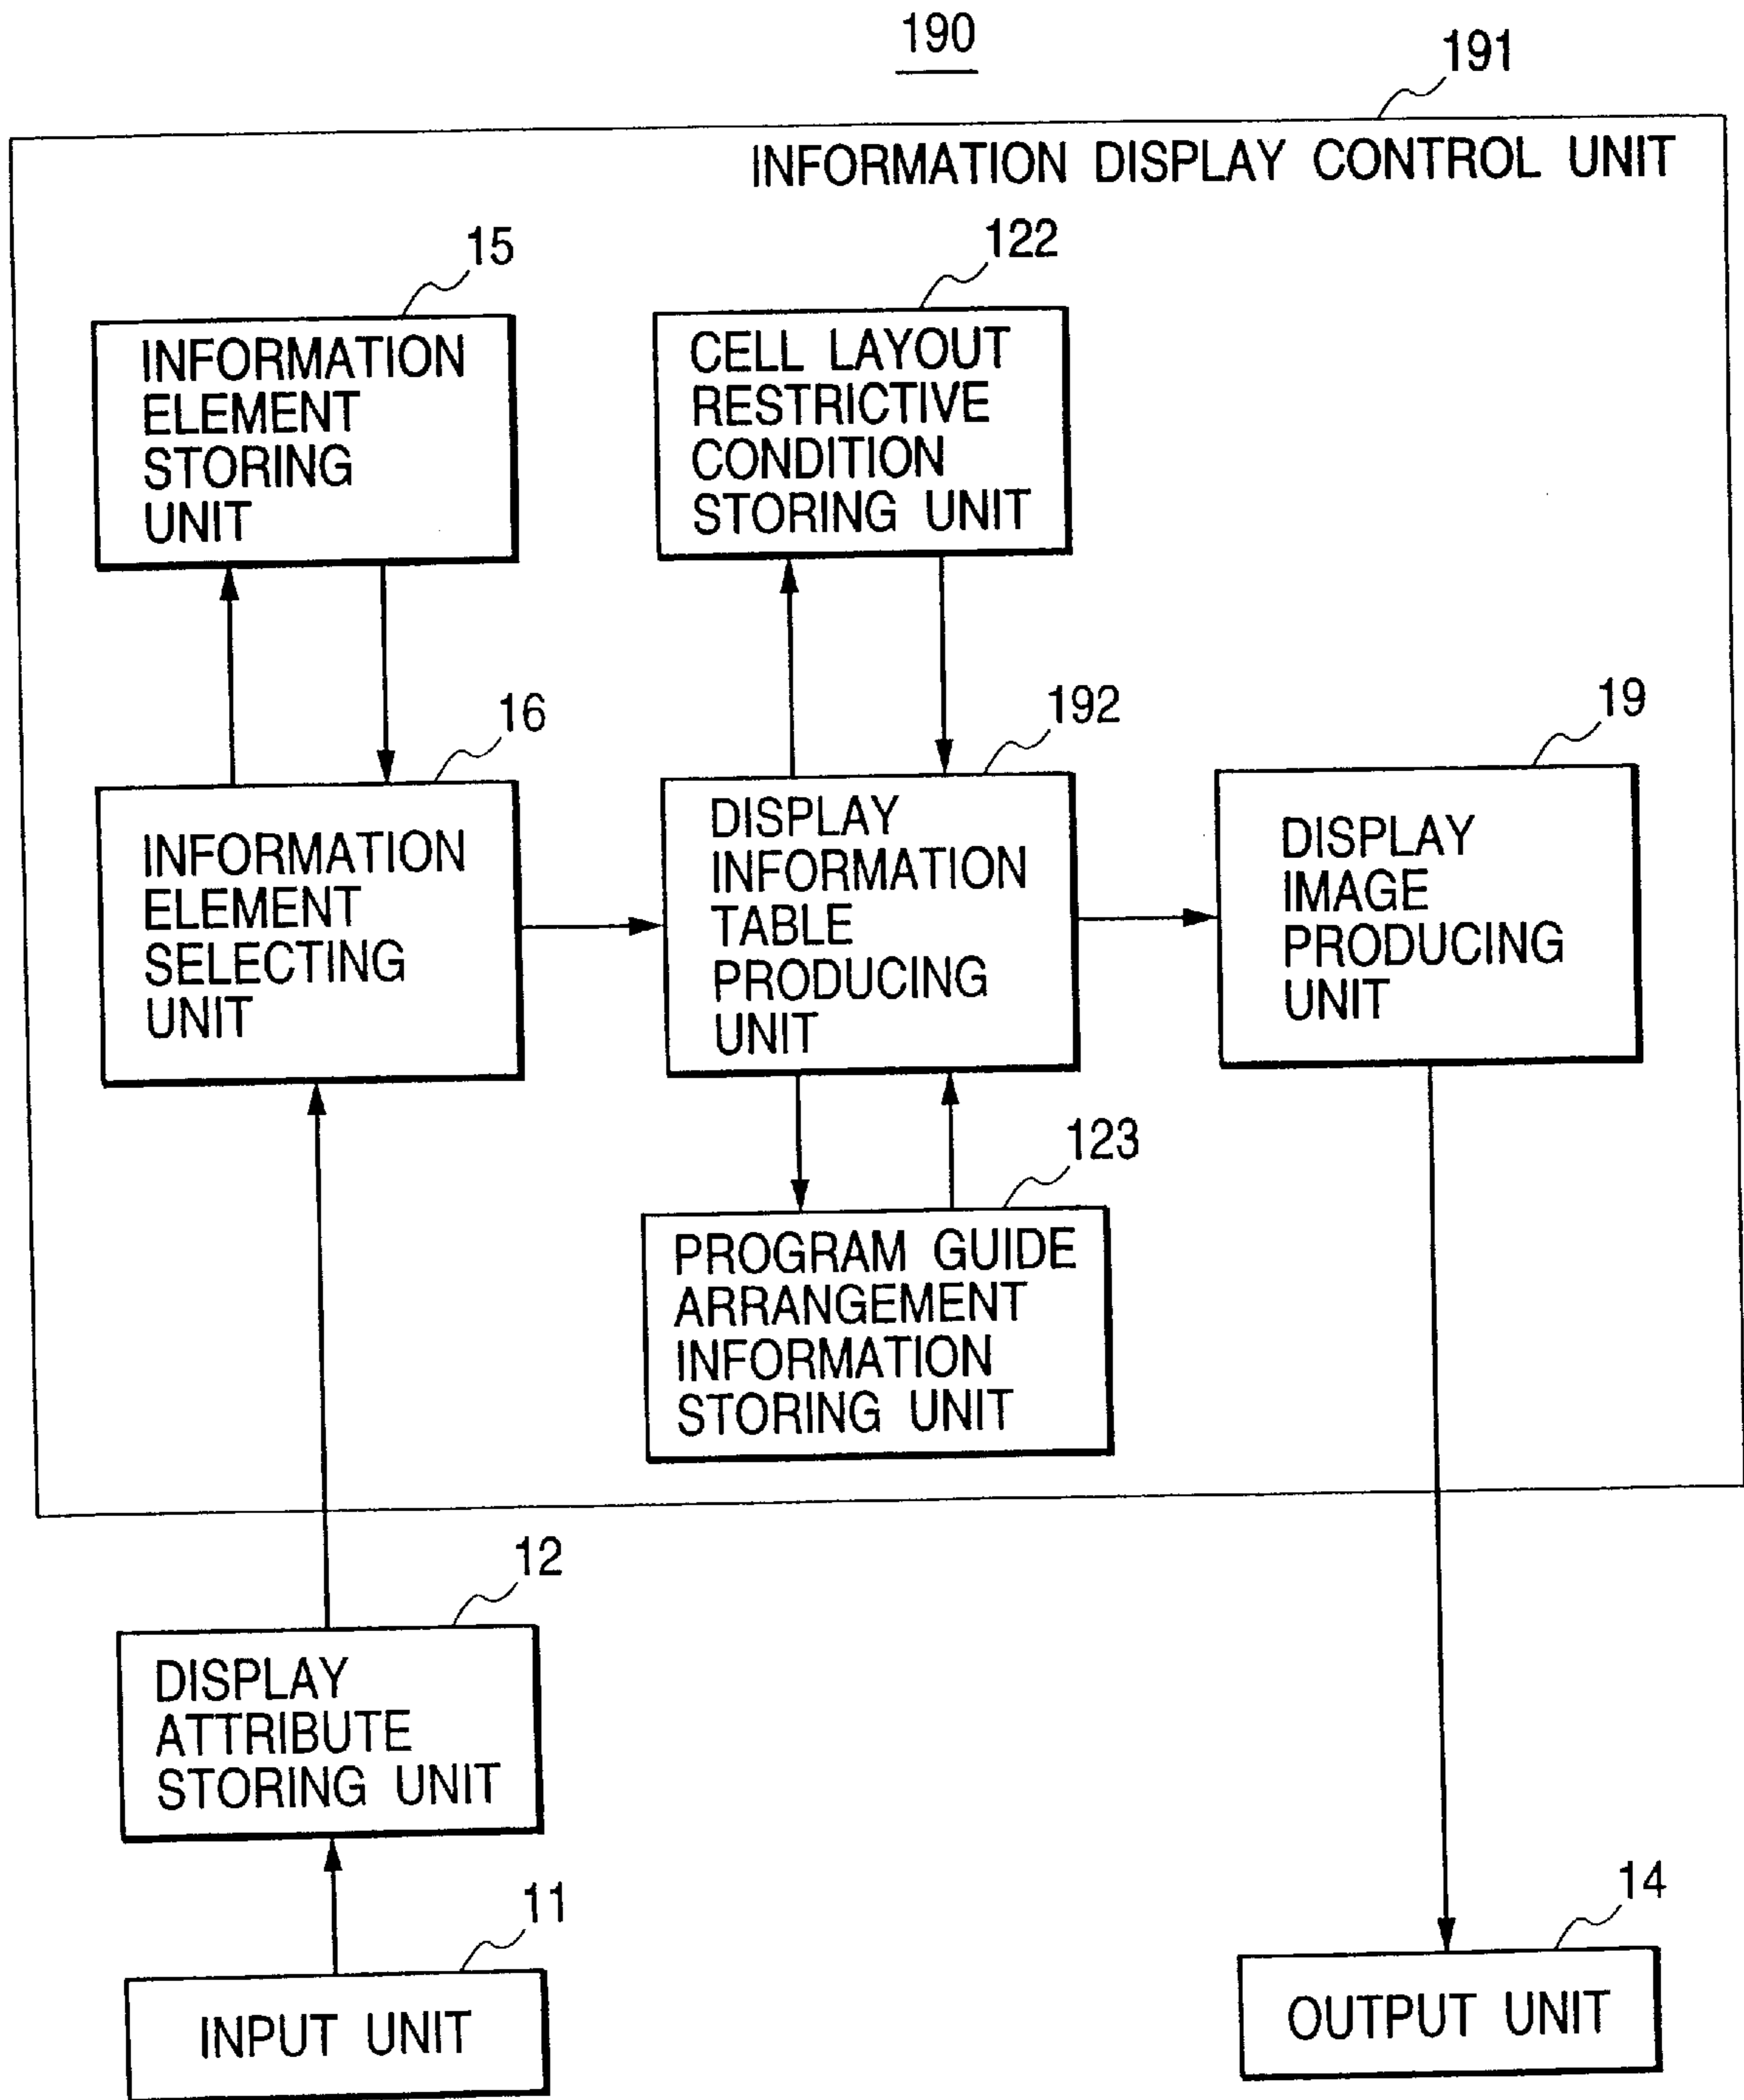 190
191
INFORMATION DISPLAY CONTROL UNIT
15
INFORMATION
ELEMENT
STORING
UNIT
122
CELL LAYOUT
RESTRICTIVE
CONDITION
STORING UNIT
16
INFORMATION
ELEMENT
SELECTING
UNIT
192
DISPLAY
INFORMATION
TABLE
PRODUCING
UNIT
19
DISPLAY
IMAGE
PRODUCING
UNIT
123
PROGRAM GUIDE
ARRANGEMENT
INFORMATION
STORING UNIT
12
DISPLAY
ATTRIBUTE
STORING UNIT
11
INPUT UNIT
14
OUTPUT UNIT